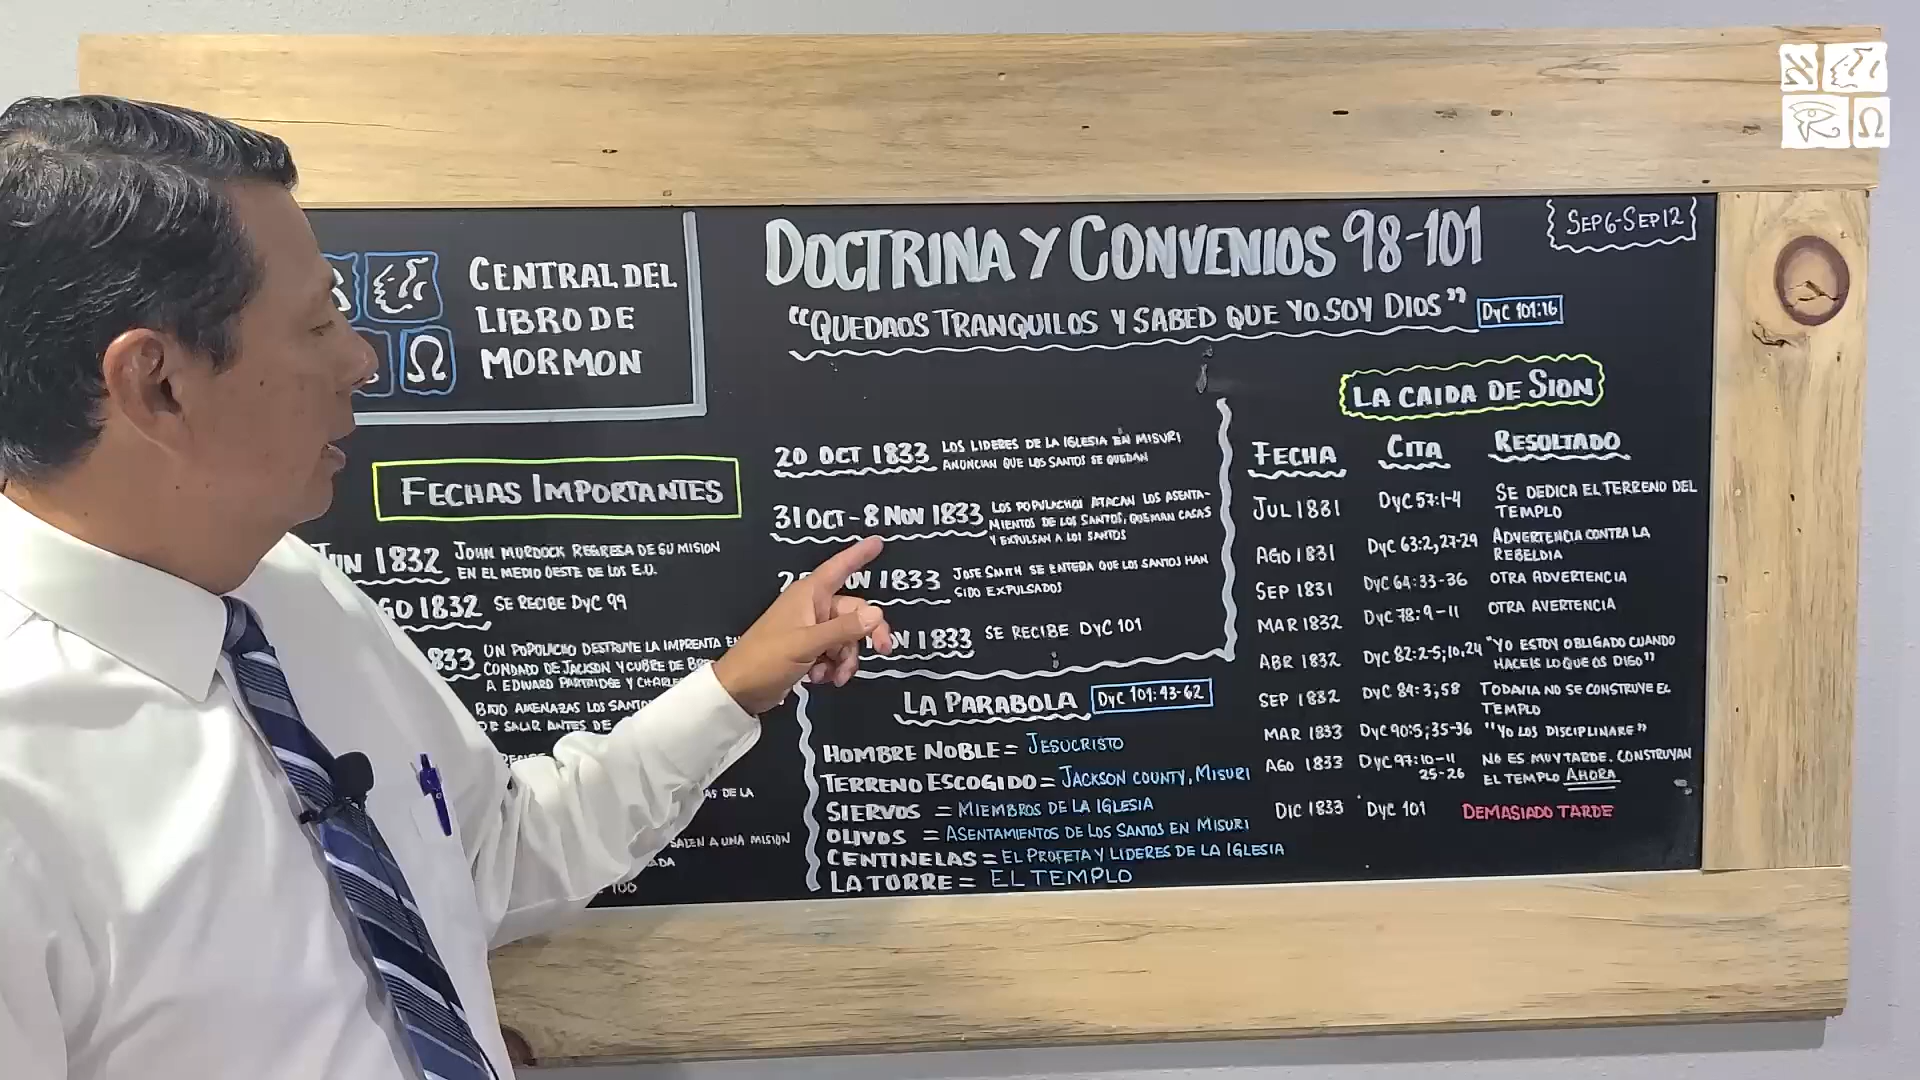 CENTRAL DEL
LIBRO DE
MORMON
DOCTRINA Y CONVENIOS 98-101
SEP 6-SEP 12
"QUEDAOS TRANQUILOS Y SABED QUE YO SOY DIOS" DyC 101:16
FECHAS IMPORTANTES
JUN 1832 JOHN MURDOCK REGRESA DE SU MISION
EN EL MEDIO OESTE DE LOS E.U.
GO 1832 SE RECIBE DyC 99
833 UN POPULACHO DESTRUYE LA IMPRENTA EN
CONDADO DE JACKSON Y CUBRE DE
A EDWARD PARTRIDGE Y
BAJO AMENAZAS LOS
DE SALIR ANTES DE
AS DE LA
SALEN A UNA MISION
ADA
100
20 OCT 1833 LOS LIDERES DE LA IGLESIA EN MISURI
ANUNCIAN QUE LOS SANTOS SE QUEDAN
31 OCT - 8 NOV 1833 LOS POPULACHOS ATACAN LOS ASENTA-
MIENTOS DE LOS SANTOS, QUEMAN CASAS
Y EXPULSAN A LOS SANTOS
2 OV 1833 JOSE SMITH SE ENTERA QUE LOS SANTOS HAN
SIDO EXPULSADOS
OV 1833 SE RECIBE DyC 101
LA PARABOLA DyC 101:43-62
HOMBRE NOBLE = JESUCRISTO
TERRENO ESCOGIDO = JACKSON COUNTY, MISURI
SIERVOS = MIEMBROS DE LA IGLESIA
OLIVOS = ASENTAMIENTOS DE LOS SANTOS EN MISURI
CENTINELAS = EL PROFETA Y LIDERES DE LA IGLESIA
LA TORRE = EL TEMPLO
LA CAIDA DE SION
FECHA CITA RESULTADO
JUL 1831 DyC 57:1-4 SE DEDICA EL TERRENO DEL
TEMPLO
AGO 1831 DyC 63:2, 27-29 ADVERTENCIA CONTRA LA
REBELDIA
SEP 1831 DyC 64:33-36 OTRA ADVERTENCIA
MAR 1832 DyC 78:9-11 OTRA AVERTENCIA
ABR 1832 DyC 82:2-5;10,24 "YO ESTOY OBLIGADO CUANDO
HACEIS LO QUE OS DIGO"
SEP 1832 DyC 84:3;58 TODAVIA NO SE CONSTRUYE EL
TEMPLO
MAR 1833 DyC 90:5;35-36 "YO LOS DISCIPLINARE"
AGO 1833 DyC 97:10-11 NO ES MUY TARDE. CONSTRUYAN
25-26 EL TEMPLO AHORA
DIC 1833 DyC 101 DEMASIADO TARDE